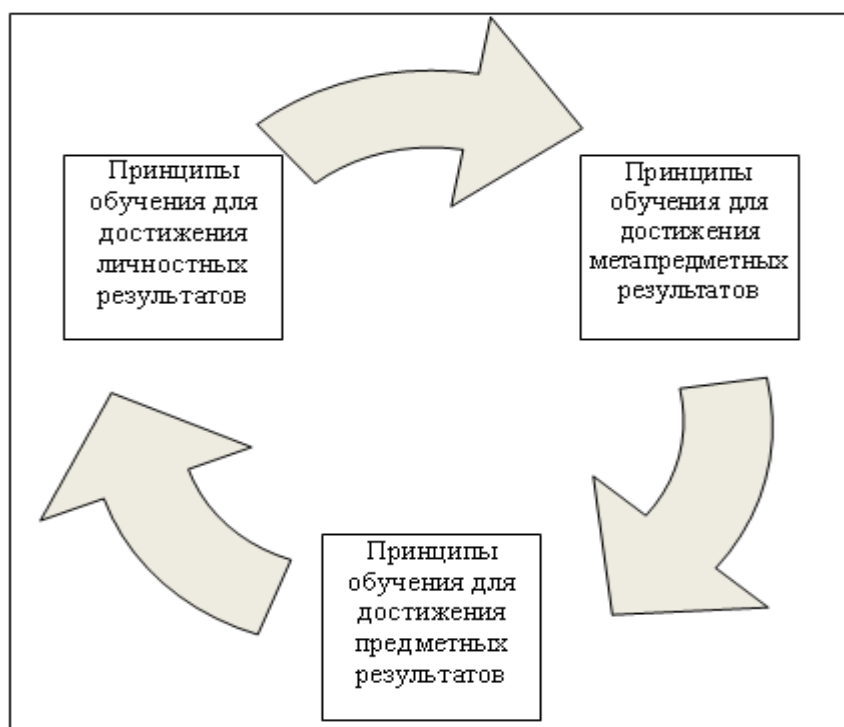 Принципы
обучения для
достижения
личностных
результатов
Принципы
обучения для
достижения
метапредметных
результатов
Принципы
обучения для
достижения
предметных
результатов